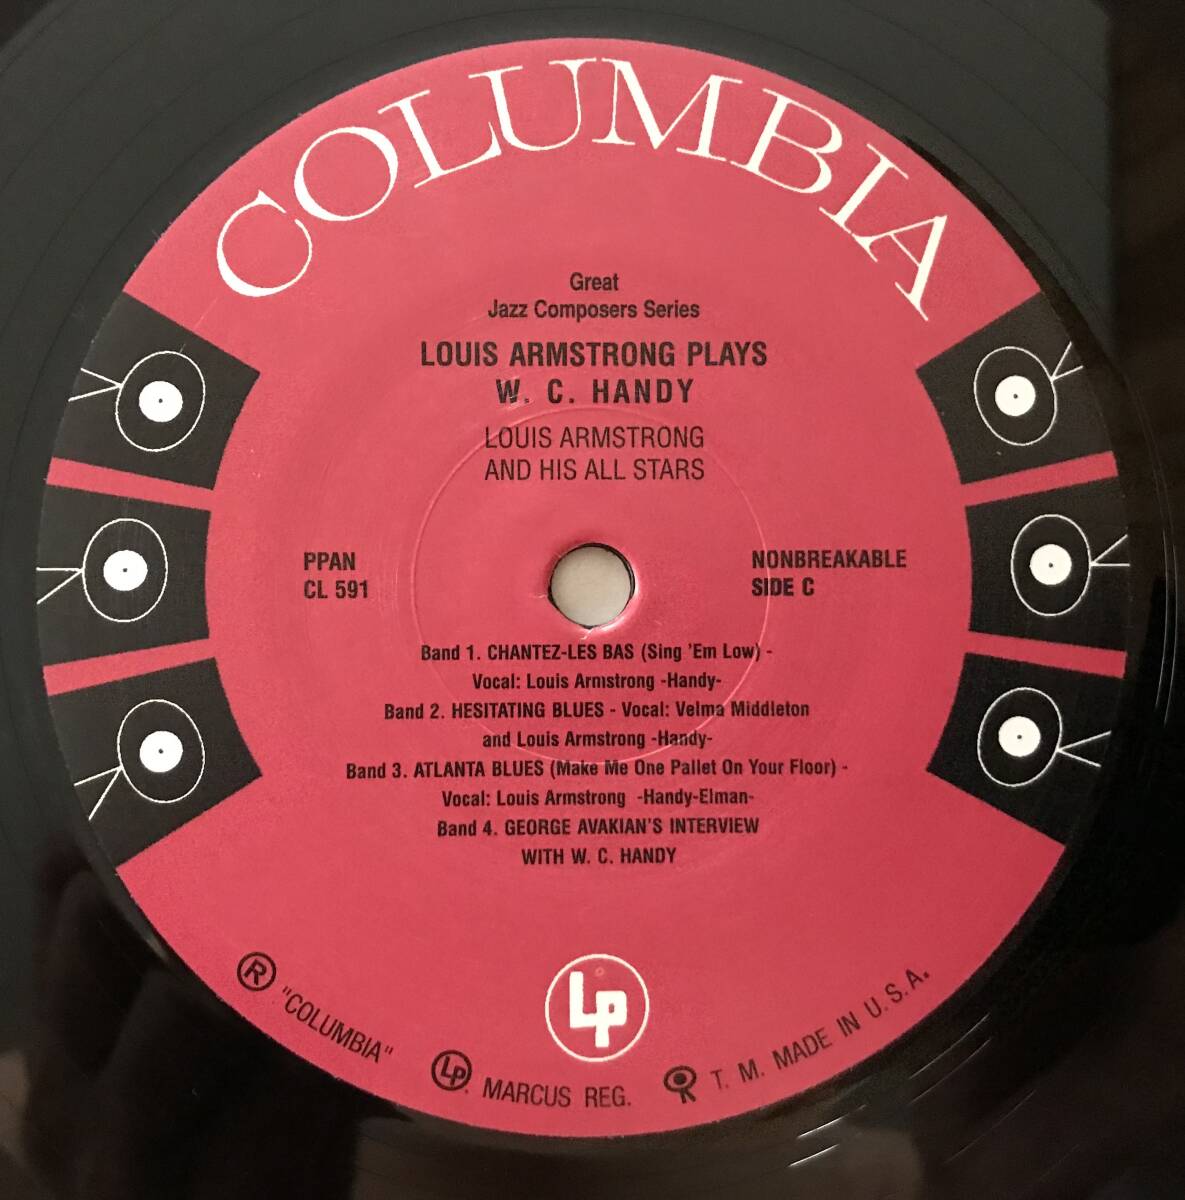 COLUMBIA
Great
Jazz Composers Series
LOUIS ARMSTRONG PLAYS
W. C. HANDY
LOUIS ARMSTRONG
AND HIS ALL STARS
PPAN
CL 591
NONBREAKABLE
SIDE C
Band 1. CHANTEZ-LES BAS (Sing 'Em Low) -
Vocal: Louis Armstrong -Handy-
Band 2. HESITATING BLUES - Vocal: Velma Middleton
and Louis Armstrong -Handy-
Band 3. ATLANTA BLUES (Make Me One Pallet On Your Floor) -
Vocal: Louis Armstrong -Handy-Elman-
Band 4. GEORGE AVAKIAN'S INTERVIEW
WITH W. C. HANDY
LP
® "COLUMBIA" LP. MARCUS REG. T. M. MADE IN U.S.A.